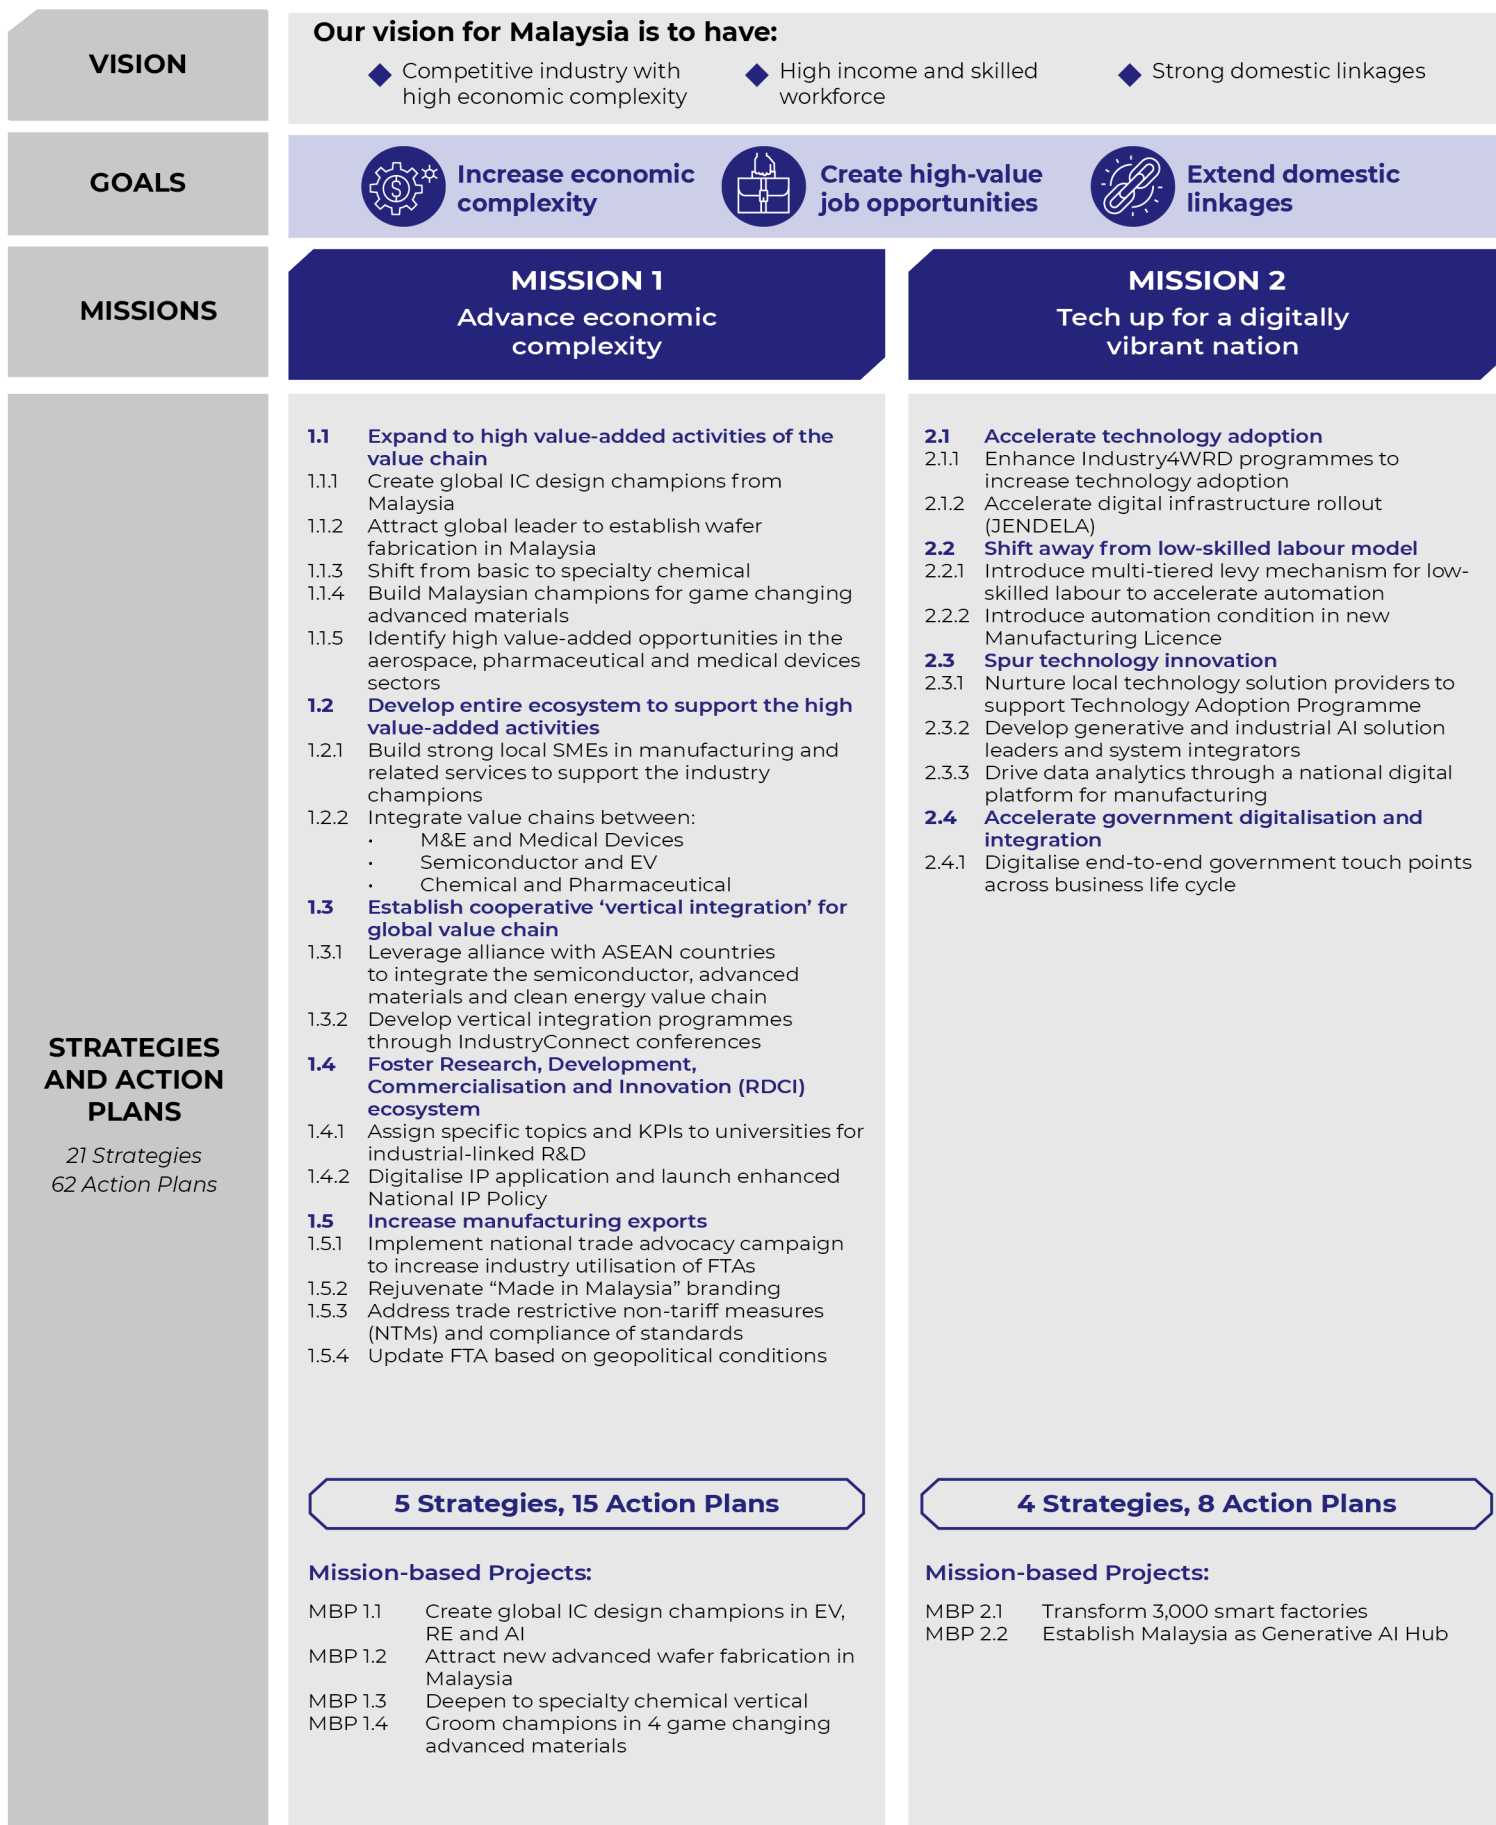 VISION
Our vision for Malaysia is to have:
Competitive industry with
high economic complexity
High income and skilled
workforce
Strong domestic linkages
GOALS
Increase economic
complexity
Create high-value
job opportunities
Extend domestic
linkages
MISSIONS
MISSION 1
Advance economic
complexity
MISSION 2
Tech up for a digitally
vibrant nation
STRATEGIES
AND ACTION
PLANS
21 Strategies
62 Action Plans
1.1 Expand to high value-added activities of the
value chain
1.1.1 Create global IC design champions from
Malaysia
1.1.2 Attract global leader to establish wafer
fabrication in Malaysia
1.1.3 Shift from basic to specialty chemical
1.1.4 Build Malaysian champions for game changing
advanced materials
1.1.5 Identify high value-added opportunities in the
aerospace, pharmaceutical and medical devices
sectors
1.2 Develop entire ecosystem to support the high
value-added activities
1.2.1 Build strong local SMEs in manufacturing and
related services to support the industry
champions
1.2.2 Integrate value chains between:
• M&E and Medical Devices
• Semiconductor and EV
• Chemical and Pharmaceutical
1.3 Establish cooperative ‘vertical integration’ for
global value chain
1.3.1 Leverage alliance with ASEAN countries
to integrate the semiconductor, advanced
materials and clean energy value chain
1.3.2 Develop vertical integration programmes
through IndustryConnect conferences
1.4 Foster Research, Development,
Commercialisation and Innovation (RDCI)
ecosystem
1.4.1 Assign specific topics and KPIs to universities for
industrial-linked R&D
1.4.2 Digitalise IP application and launch enhanced
National IP Policy
1.5 Increase manufacturing exports
1.5.1 Implement national trade advocacy campaign
to increase industry utilisation of FTAs
1.5.2 Rejuvenate “Made in Malaysia” branding
1.5.3 Address trade restrictive non-tariff measures
(NTMs) and compliance of standards
1.5.4 Update FTA based on geopolitical conditions
5 Strategies, 15 Action Plans
Mission-based Projects:
MBP 1.1 Create global IC design champions in EV,
RE and AI
MBP 1.2 Attract new advanced wafer fabrication in
Malaysia
MBP 1.3 Deepen to specialty chemical vertical
MBP 1.4 Groom champions in 4 game changing
advanced materials
2.1 Accelerate technology adoption
2.1.1 Enhance Industry4WRD programmes to
increase technology adoption
2.1.2 Accelerate digital infrastructure rollout
(JENDELA)
2.2 Shift away from low-skilled labour model
2.2.1 Introduce multi-tiered levy mechanism for low-
skilled labour to accelerate automation
2.2.2 Introduce automation condition in new
Manufacturing Licence
2.3 Spur technology innovation
2.3.1 Nurture local technology solution providers to
support Technology Adoption Programme
2.3.2 Develop generative and industrial AI solution
leaders and system integrators
2.3.3 Drive data analytics through a national digital
platform for manufacturing
2.4 Accelerate government digitalisation and
integration
2.4.1 Digitalise end-to-end government touch points
across business life cycle
4 Strategies, 8 Action Plans
Mission-based Projects:
MBP 2.1 Transform 3,000 smart factories
MBP 2.2 Establish Malaysia as Generative AI Hub